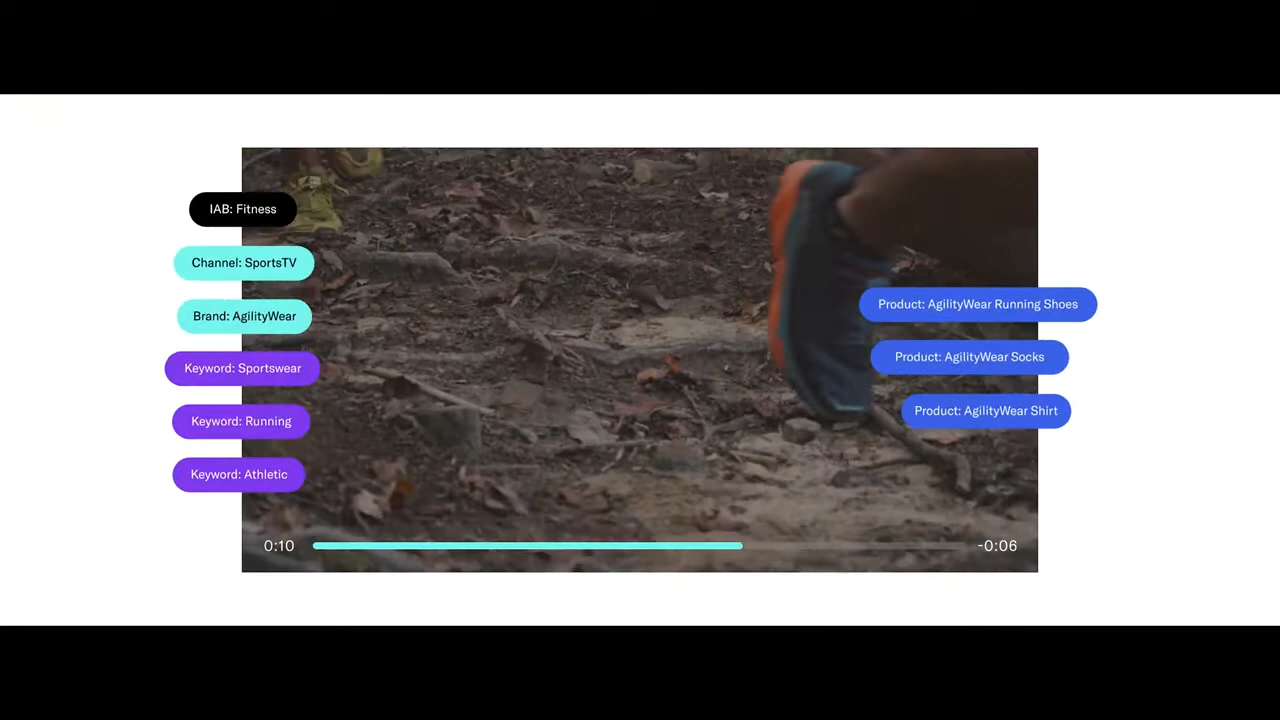 IAB: Fitness
Channel: SportsTV
Brand: AgilityWear
Keyword: Sportswear
Keyword: Running
Keyword: Athletic
Product: AgilityWear Running Shoes
Product: AgilityWear Socks
Product: AgilityWear Shirt
0:10
-0:06